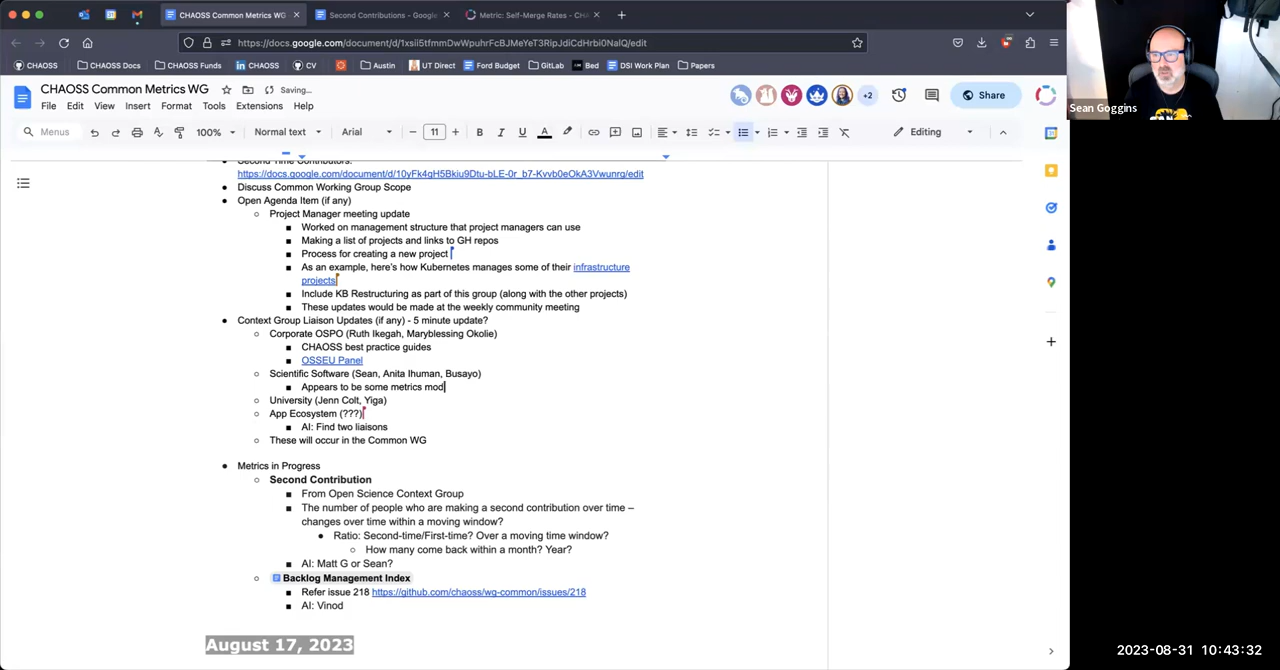 CHAOSS Common Metrics WG
Second Contributions - Google
Metric: Self-Merge Rates - CHA
https://docs.google.com/document/d/1xsii5tfmmDwWpuhrFcBJMeYeT3RipJdiCdHrbi0NalQ/edit
CHAOSS
CHAOSS Docs
CHAOSS Funds
CHAOSS
CV
Austin
UT Direct
Ford Budget
GitLab
Bed
DSI Work Plan
Papers
CHAOSS Common Metrics WG
Saving...
File Edit View Insert Format Tools Extensions Help
+2
Share
Sean Goggins
Menus
100%
Normal text
Arial
11
Editing
Second Time Contributors:
https://docs.google.com/document/d/10yFk4gH5Bkiu9Dtu-bLE-0r_b7-Kvvb0eOkA3Vwunrg/edit
Discuss Common Working Group Scope
Open Agenda Item (if any)
Project Manager meeting update
Worked on management structure that project managers can use
Making a list of projects and links to GH repos
Process for creating a new project
As an example, here's how Kubernetes manages some of their infrastructure
projects
Include KB Restructuring as part of this group (along with the other projects)
These updates would be made at the weekly community meeting
Context Group Liaison Updates (if any) - 5 minute update?
Corporate OSPO (Ruth Ikegah, Maryblessing Okolie)
CHAOSS best practice guides
OSSEU Panel
Scientific Software (Sean, Anita Ihuman, Busayo)
Appears to be some metrics mod
University (Jenn Colt, Yiga)
App Ecosystem (???)
AI: Find two liaisons
These will occur in the Common WG
Metrics in Progress
Second Contribution
From Open Science Context Group
The number of people who are making a second contribution over time –
changes over time within a moving window?
Ratio: Second-time/First-time? Over a moving time window?
How many come back within a month? Year?
AI: Matt G or Sean?
Backlog Management Index
Refer issue 218 https://github.com/chaoss/wg-common/issues/218
AI: Vinod
August 17, 2023
2023-08-31 10:43:32